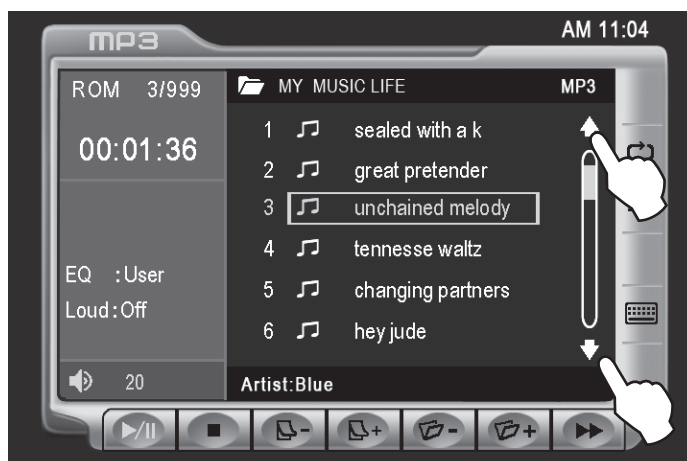 AM 11:04
mp3
ROM 3/999
MY MUSIC LIFE MP3
00:01:36
1 sealed with a k
2 great pretender
3 unchained melody
4 tennesse waltz
5 changing partners
6 hey jude
EQ :User
Loud:Off
20
Artist:Blue